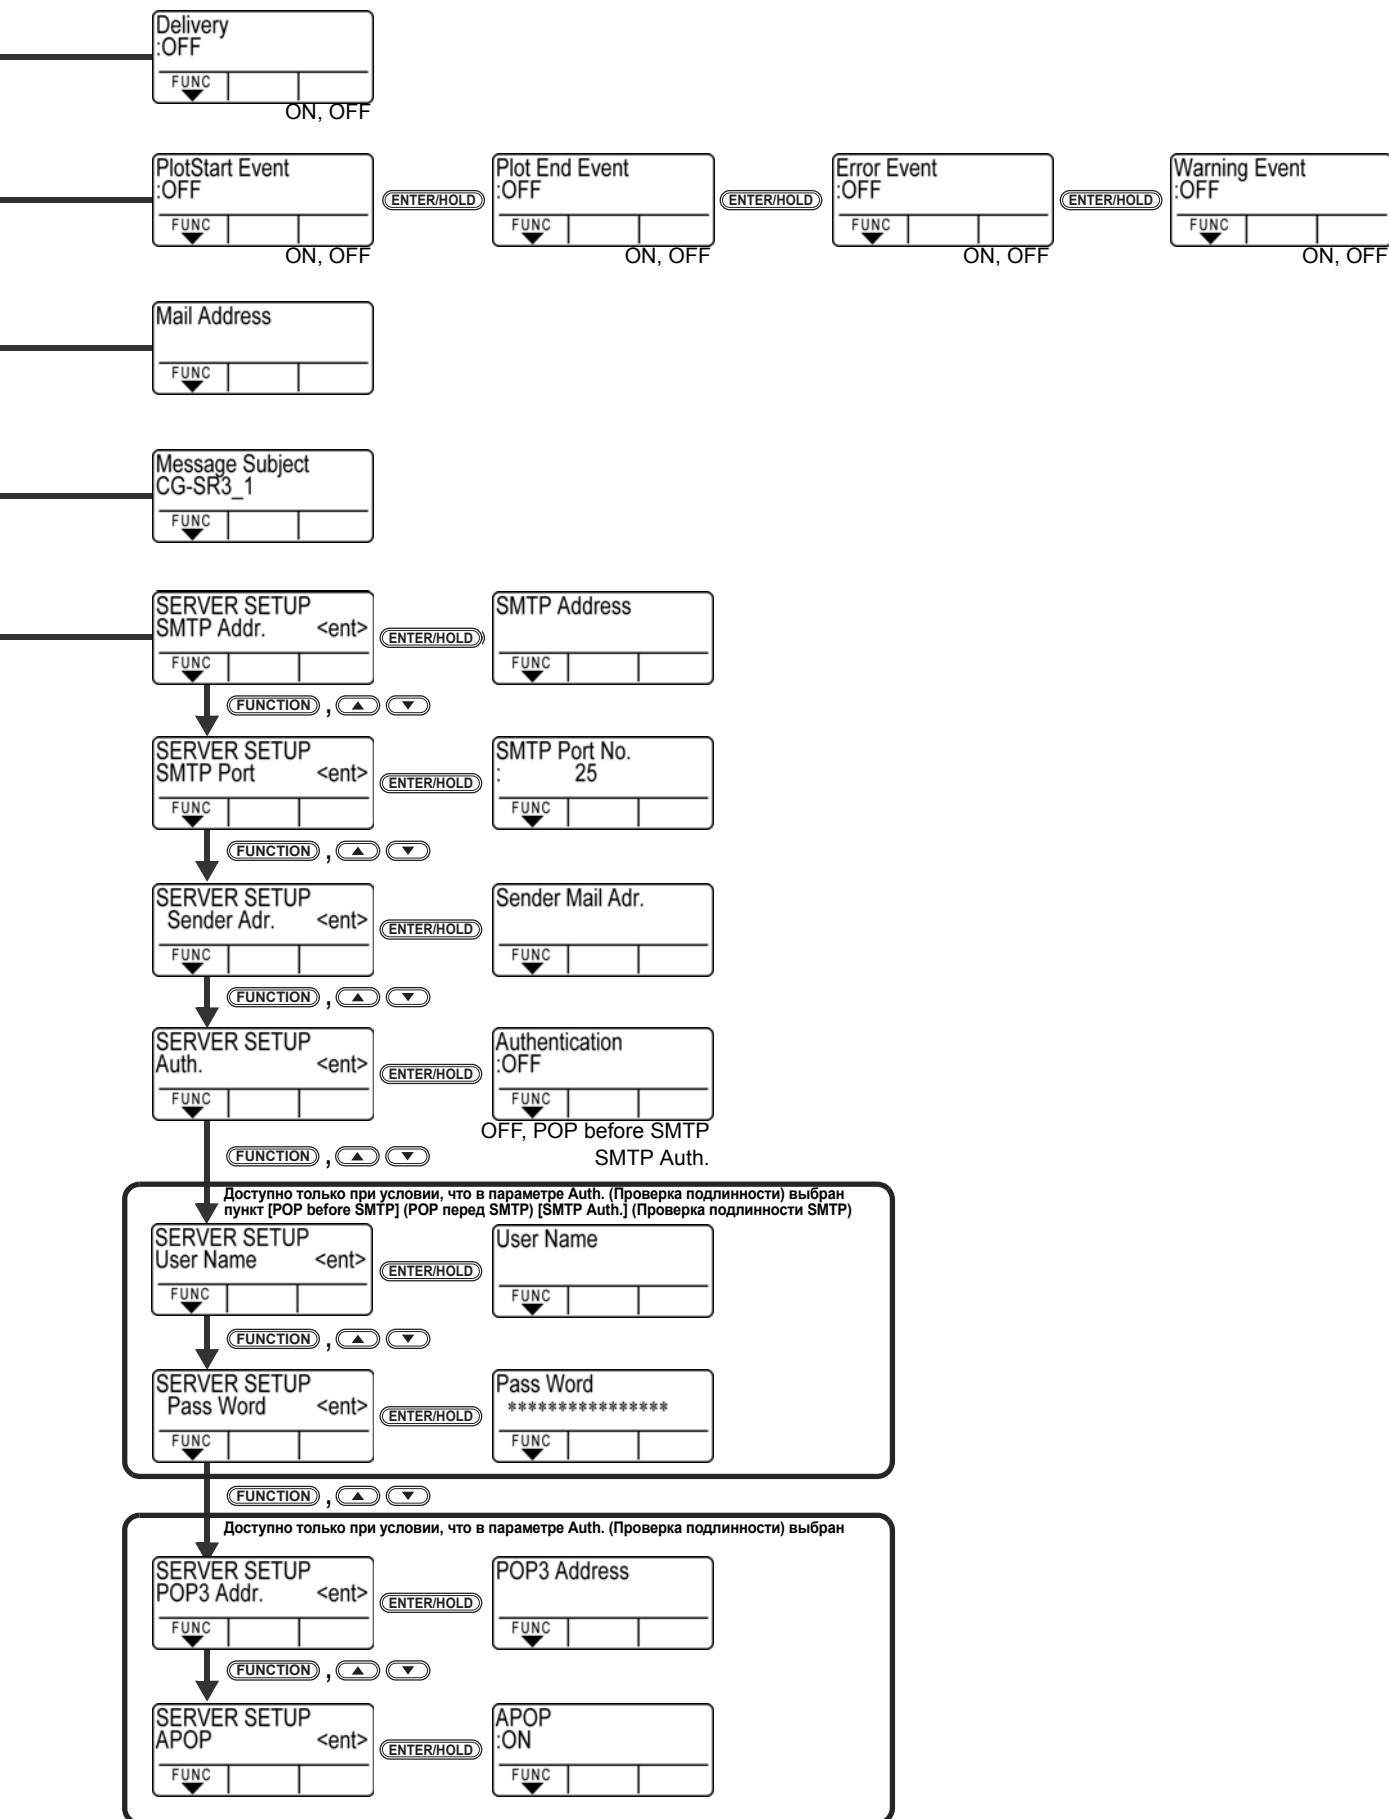 Delivery
:OFF
FUNC
ON, OFF
PlotStart Event
:OFF
FUNC
ON, OFF
ENTER/HOLD
Plot End Event
:OFF
FUNC
ON, OFF
ENTER/HOLD
Error Event
:OFF
FUNC
ON, OFF
ENTER/HOLD
Warning Event
:OFF
FUNC
ON, OFF
Mail Address
FUNC
Message Subject
CG-SR3_1
FUNC
SERVER SETUP
SMTP Addr. <ent>
FUNC
ENTER/HOLD
SMTP Address
FUNC
FUNCTION ,
SERVER SETUP
SMTP Port <ent>
FUNC
ENTER/HOLD
SMTP Port No.
: 25
FUNC
FUNCTION ,
SERVER SETUP
Sender Adr. <ent>
FUNC
ENTER/HOLD
Sender Mail Adr.
FUNC
FUNCTION ,
SERVER SETUP
Auth. <ent>
FUNC
ENTER/HOLD
Authentication
:OFF
FUNC
OFF, POP before SMTP
SMTP Auth.
FUNCTION ,
Доступно только при условии, что в параметре Auth. (Проверка подлинности) выбран
пункт [POP before SMTP] (POP перед SMTP) [SMTP Auth.] (Проверка подлинности SMTP)
SERVER SETUP
User Name <ent>
FUNC
ENTER/HOLD
User Name
FUNC
FUNCTION ,
SERVER SETUP
Pass Word <ent>
FUNC
ENTER/HOLD
Pass Word
****************
FUNC
FUNCTION ,
Доступно только при условии, что в параметре Auth. (Проверка подлинности) выбран
SERVER SETUP
POP3 Addr. <ent>
FUNC
ENTER/HOLD
POP3 Address
FUNC
FUNCTION ,
SERVER SETUP
APOP <ent>
FUNC
ENTER/HOLD
APOP
:ON
FUNC